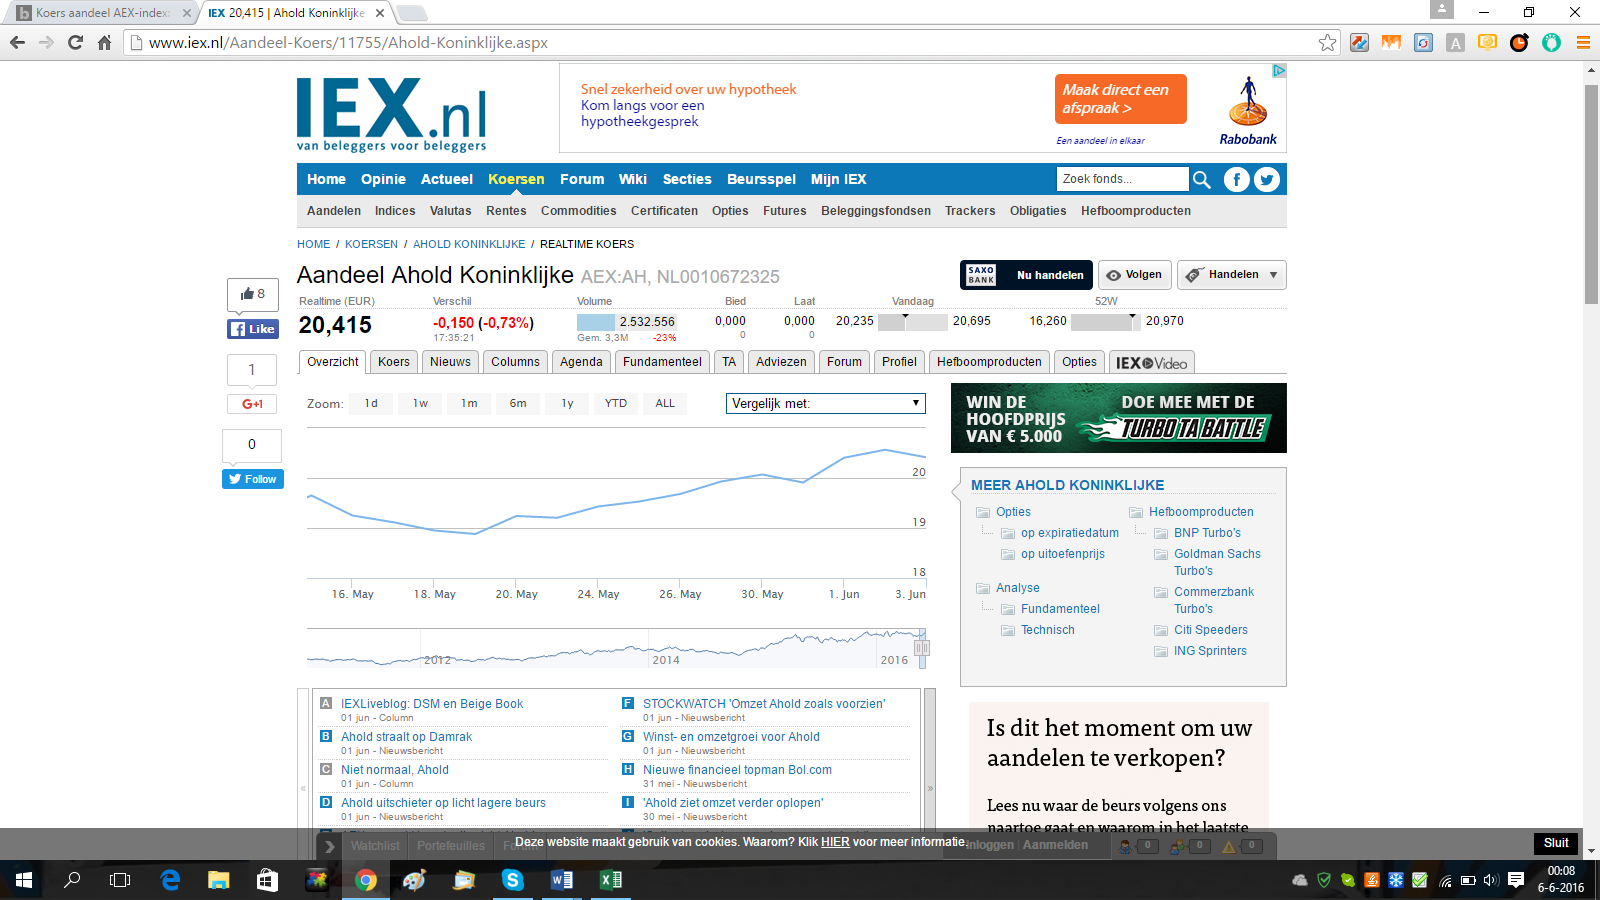 Koers aandeel AEX-index:
IEX 20,415 | Ahold Koninklijke
www.iex.nl/Aandeel-Koers/11755/Ahold-Koninklijke.aspx
IEX.nl
van beleggers voor beleggers
Snel zekerheid over uw hypotheek
Kom langs voor een
hypotheekgesprek
Maak direct een
afspraak >
Een aandeel in elkaar
Rabobank
Home Opinie Actueel Koersen Forum Wiki Secties Beursspel Mijn IEX
Zoek fonds...
Aandelen Indices Valutas Rentes Commodities Certificaten Opties Futures Beleggingsfondsen Trackers Obligaties Hefboomproducten
HOME / KOERSEN / AHOLD KONINKLIJKE / REALTIME KOERS
Aandeel Ahold Koninklijke AEX:AH, NL0010672325
SAXO BANK Nu handelen Volgen Handelen
8
Like
1
G+1
0
Follow
Realtime (EUR) Verschil Volume Bied Laat Vandaag 52W
20,415 -0,150 (-0,73%) 2.532.556 0,000 0,000 20,235 20,695 16,260 20,970
17:35:21 Gem. 3,3M -23% 0 0
Overzicht Koers Nieuws Columns Agenda Fundamenteel TA Adviezen Forum Profiel Hefboomproducten Opties IEX Video
Zoom: 1d 1w 1m 6m 1y YTD ALL
Vergelijk met:
20
19
18
16. May 18. May 20. May 24. May 26. May 30. May 1. Jun 3. Jun
2012 2014 2016
WIN DE
HOOFDPRIJS
VAN € 5.000
DOE MEE MET DE
TURBO TA BATTLE
MEER AHOLD KONINKLIJKE
Opties
op expiratiedatum
op uitoefenprijs
Analyse
Fundamenteel
Technisch
Hefboomproducten
BNP Turbo's
Goldman Sachs
Turbo's
Commerzbank
Turbo's
Citi Speeders
ING Sprinters
A IEXLiveblog: DSM en Beige Book
01 jun - Column
B Ahold straalt op Damrak
01 jun - Nieuwsbericht
C Niet normaal, Ahold
01 jun - Column
D Ahold uitschieter op licht lagere beurs
01 jun - Nieuwsbericht
F STOCKWATCH 'Omzet Ahold zoals voorzien'
01 jun - Nieuwsbericht
G Winst- en omzetgroei voor Ahold
01 jun - Nieuwsbericht
H Nieuwe financieel topman Bol.com
31 mei - Nieuwsbericht
I 'Ahold ziet omzet verder oplopen'
30 mei - Nieuwsbericht
Is dit het moment om uw
aandelen te verkopen?
Lees nu waar de beurs volgens ons
naartoe gaat en waarom in het laatste
Watchlist Portefeuilles
Deze website maakt gebruik van cookies. Waarom? Klik HIER voor meer informatie.
Inloggen | Aanmelden 0 0 0
Sluit
00:08
6-6-2016